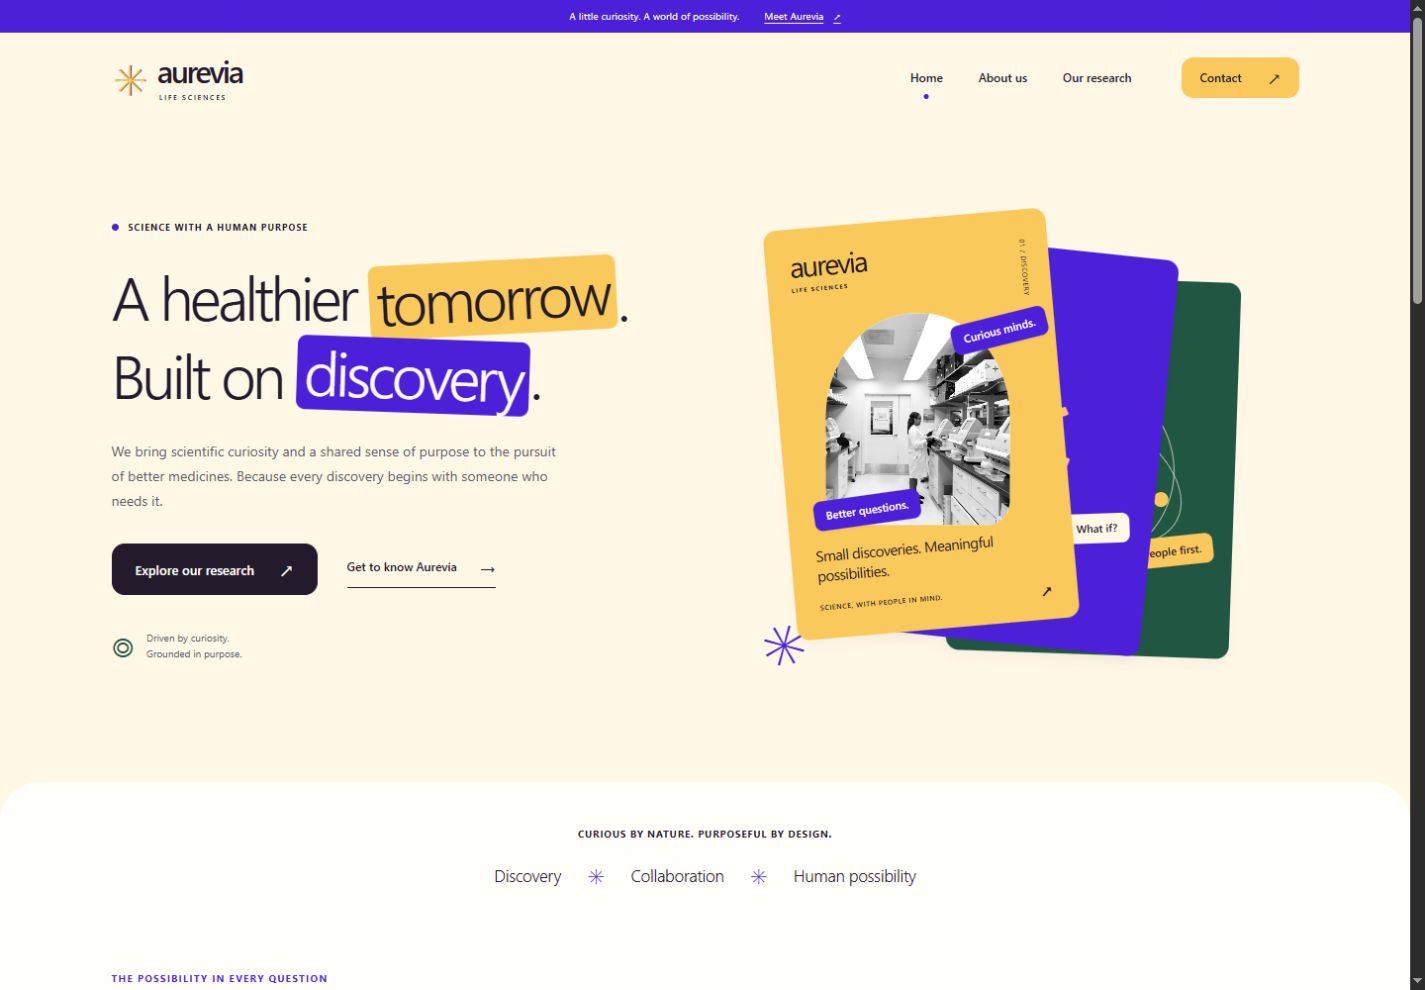 A little curiosity. A world of possibility. Meet Aurevia ↗
aurevia
LIFE SCIENCES
Home About us Our research Contact ↗
SCIENCE WITH A HUMAN PURPOSE
A healthier tomorrow.
Built on discovery.
We bring scientific curiosity and a shared sense of purpose to the pursuit
of better medicines. Because every discovery begins with someone who
needs it.
Explore our research ↗
Get to know Aurevia →
Driven by curiosity.
Grounded in purpose.
aurevia
LIFE SCIENCES
01 / DISCOVERY
Curious minds.
Better questions.
Small discoveries. Meaningful
possibilities.
SCIENCE, WITH PEOPLE IN MIND.
↗
What if?
eople first.
CURIOUS BY NATURE. PURPOSEFUL BY DESIGN.
Discovery Collaboration Human possibility
THE POSSIBILITY IN EVERY QUESTION